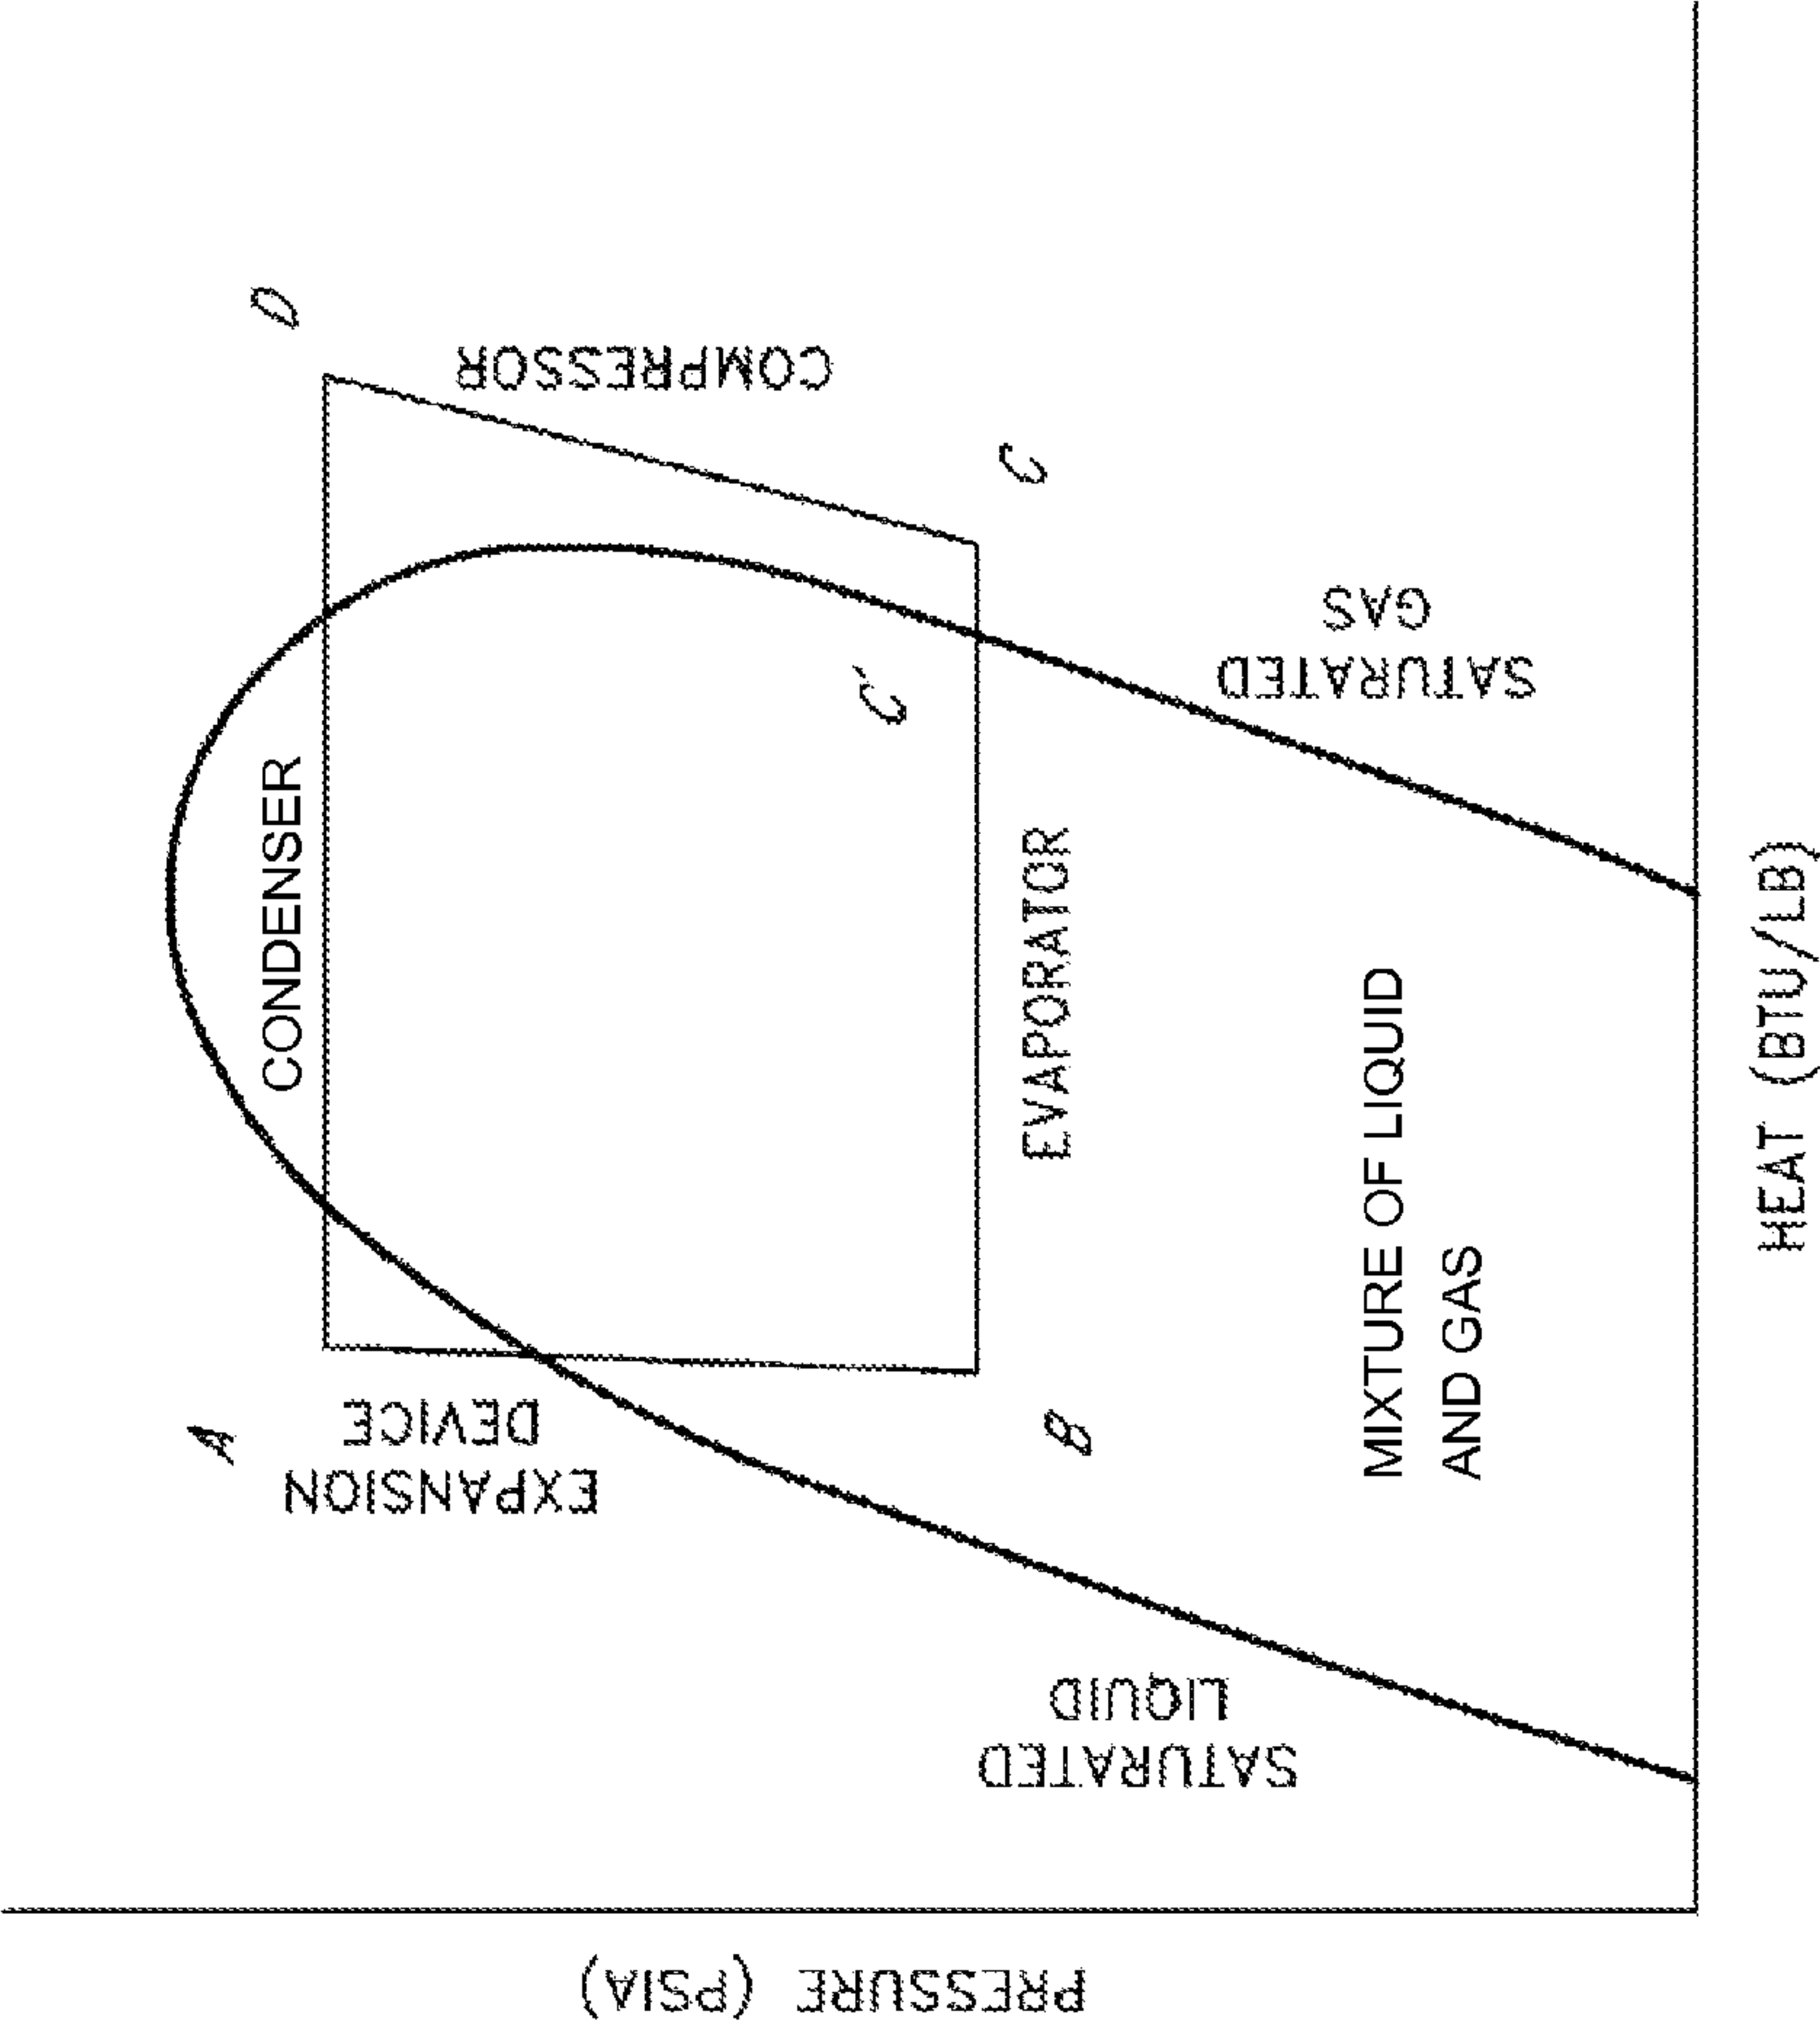 A
CONDENSER
D
EXPANSION
DEVICE
COMPRESSOR
PRESSURE (PSIA)
C'
C
B
EVAPORATOR
SATURATED
LIQUID
SATURATED
GAS
MIXTURE OF LIQUID
AND GAS
HEAT (BTU/LB)